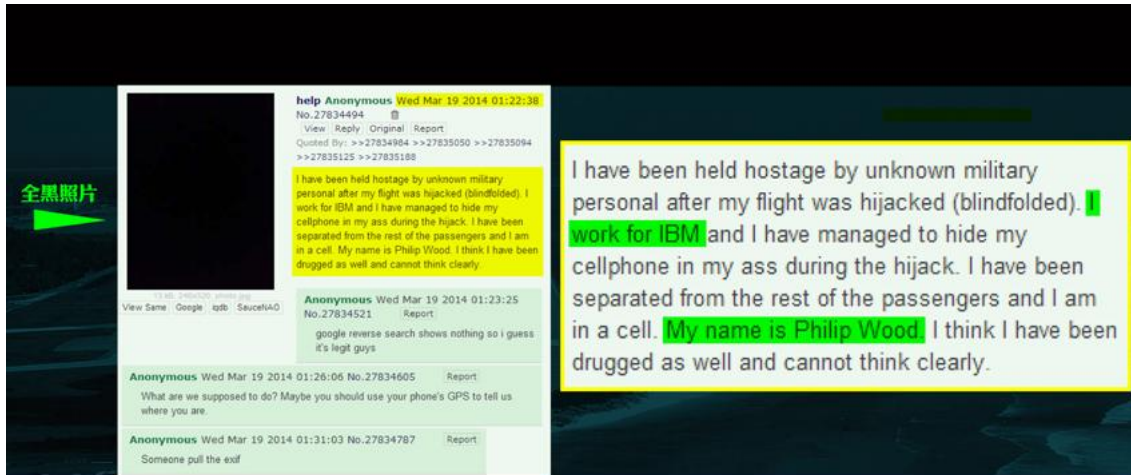 全黑照片
help Anonymous Wed Mar 19 2014 01:22:38
No.27834494
View Reply Original Report
Quoted By: >>27834984 >>27835050 >>27835094
>>27835125 >>27835188
I have been held hostage by unknown military
personal after my flight was hijacked (blindfolded). I
work for IBM and I have managed to hide my
cellphone in my ass during the hijack. I have been
separated from the rest of the passengers and I am
in a cell. My name is Philip Wood. I think I have been
drugged as well and cannot think clearly.
13 kB, 240x320, photo.jpg
View Same Google iqdb SauceNAO
Anonymous Wed Mar 19 2014 01:23:25
No.27834521 Report
google reverse search shows nothing so i guess
it's legit guys
Anonymous Wed Mar 19 2014 01:26:06 No.27834605 Report
What are we supposed to do? Maybe you should use your phone's GPS to tell us
where you are.
Anonymous Wed Mar 19 2014 01:31:03 No.27834787 Report
Someone pull the exif
I have been held hostage by unknown military
personal after my flight was hijacked (blindfolded). I
work for IBM and I have managed to hide my
cellphone in my ass during the hijack. I have been
separated from the rest of the passengers and I am
in a cell. My name is Philip Wood. I think I have been
drugged as well and cannot think clearly.